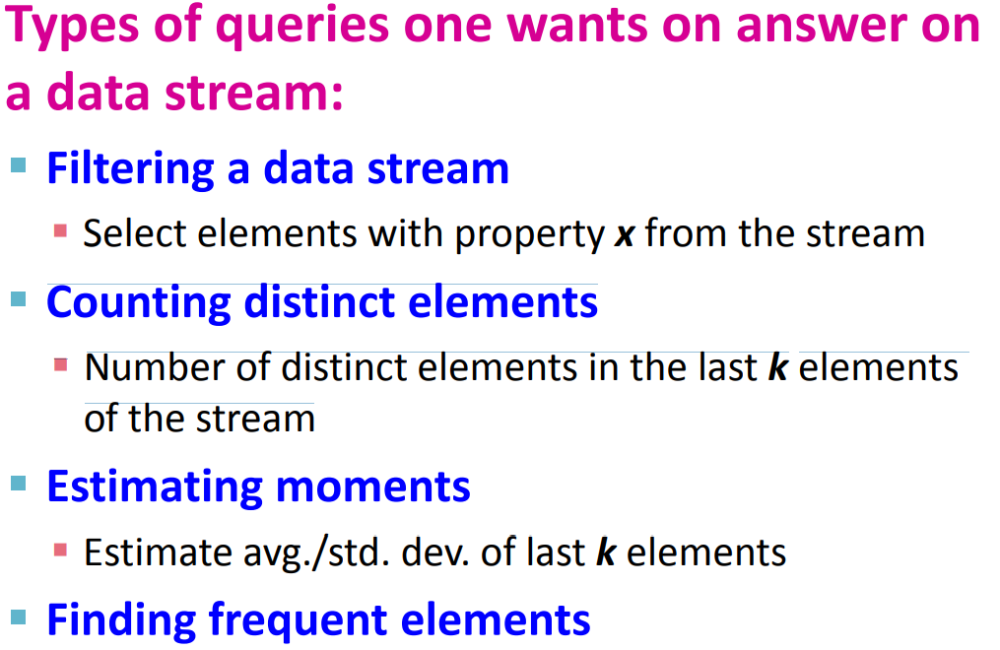 Types of queries one wants on answer on
a data stream:
Filtering a data stream
Select elements with property x from the stream
Counting distinct elements
Number of distinct elements in the last k elements
of the stream
Estimating moments
Estimate avg./std. dev. of last k elements
Finding frequent elements